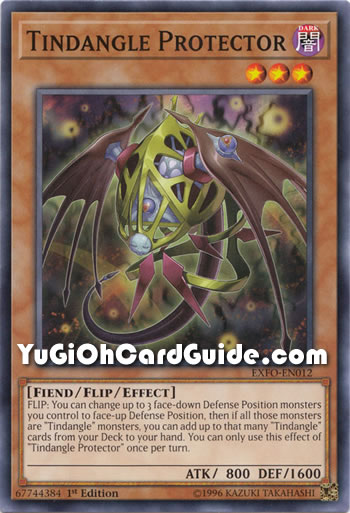 TINDANGLE PROTECTOR
DARK
闇
YuGiOhCardGuide.com
EXFO-EN012
[FIEND/FLIP/EFFECT]
FLIP: You can change up to 3 face-down Defense Position monsters
you control to face-up Defense Position, then if all those monsters
are "Tindangle" monsters, you can add up to that many "Tindangle"
cards from your Deck to your hand. You can only use this effect of
"Tindangle Protector" once per turn.
ATK/ 800 DEF/1600
67744384 1st Edition ©1996 KAZUKI TAKAHASHI